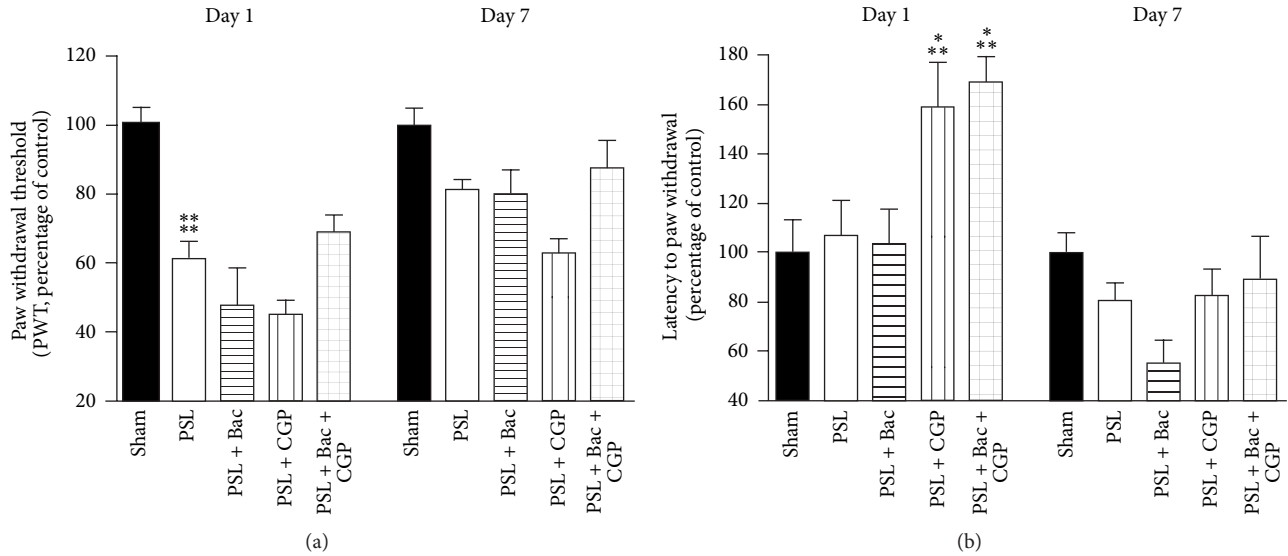 Day 1
Day 7
Paw withdrawal threshold
(PWT, percentage of control)
120
100
80
60
40
20
**
**
Sham
PSL
PSL + Bac
PSL + CGP
PSL + Bac +
CGP
Sham
PSL
PSL + Bac
PSL + CGP
PSL + Bac +
CGP
(a)
Day 1
Day 7
Latency to paw withdrawal
(percentage of control)
180
160
140
120
100
80
60
40
*
**
*
**
Sham
PSL
PSL + Bac
PSL + CGP
PSL + Bac +
CGP
Sham
PSL
PSL + Bac
PSL + CGP
PSL + Bac +
CGP
(b)